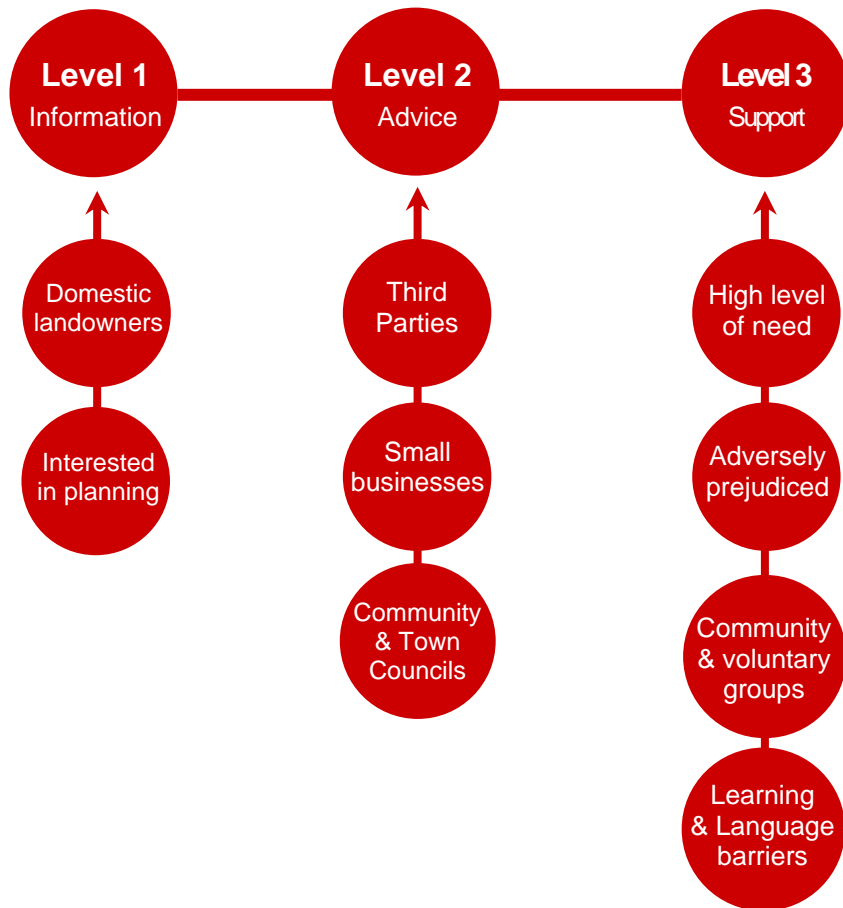 Level 1
Information
Level 2
Advice
Level 3
Support
Domestic
landowners
Interested
in planning
Third
Parties
Small
businesses
Community
& Town
Councils
High level
of need
Adversely
prejudiced
Community
& voluntary
groups
Learning
& Language
barriers